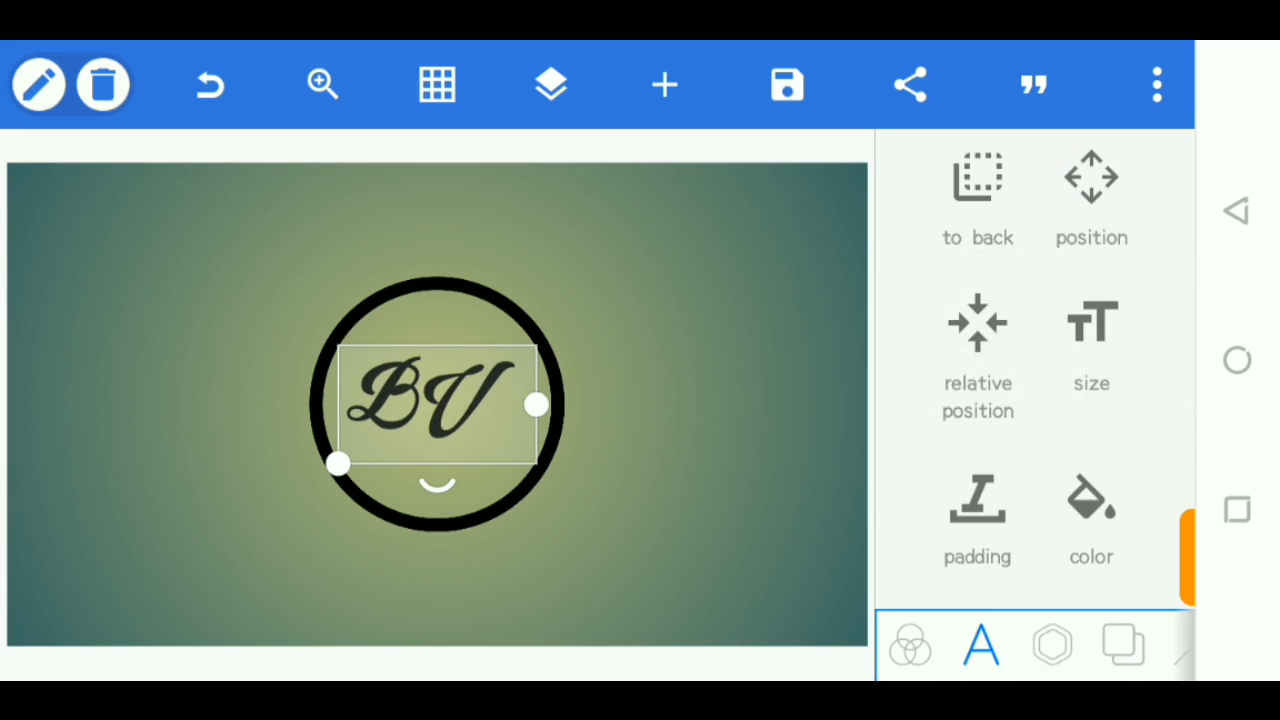 to back
position
BV
relative
position
size
padding
color